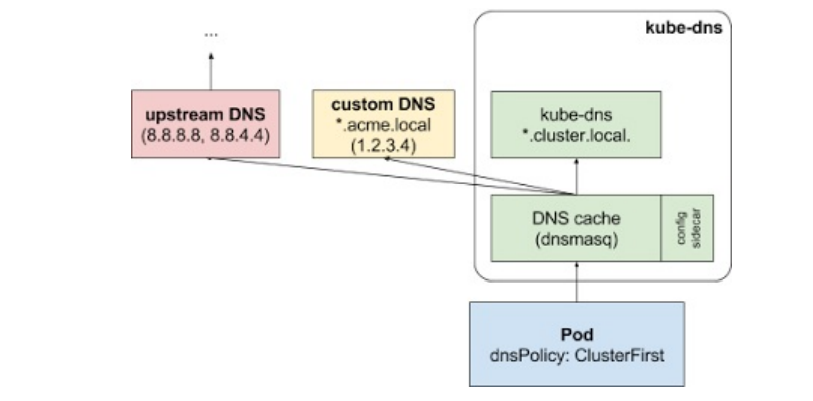 kube-dns
...
upstream DNS
(8.8.8.8, 8.8.4.4)
custom DNS
*.acme.local
(1.2.3.4)
kube-dns
*.cluster.local.
DNS cache
(dnsmasq)
config
sidecar
Pod
dnsPolicy: ClusterFirst